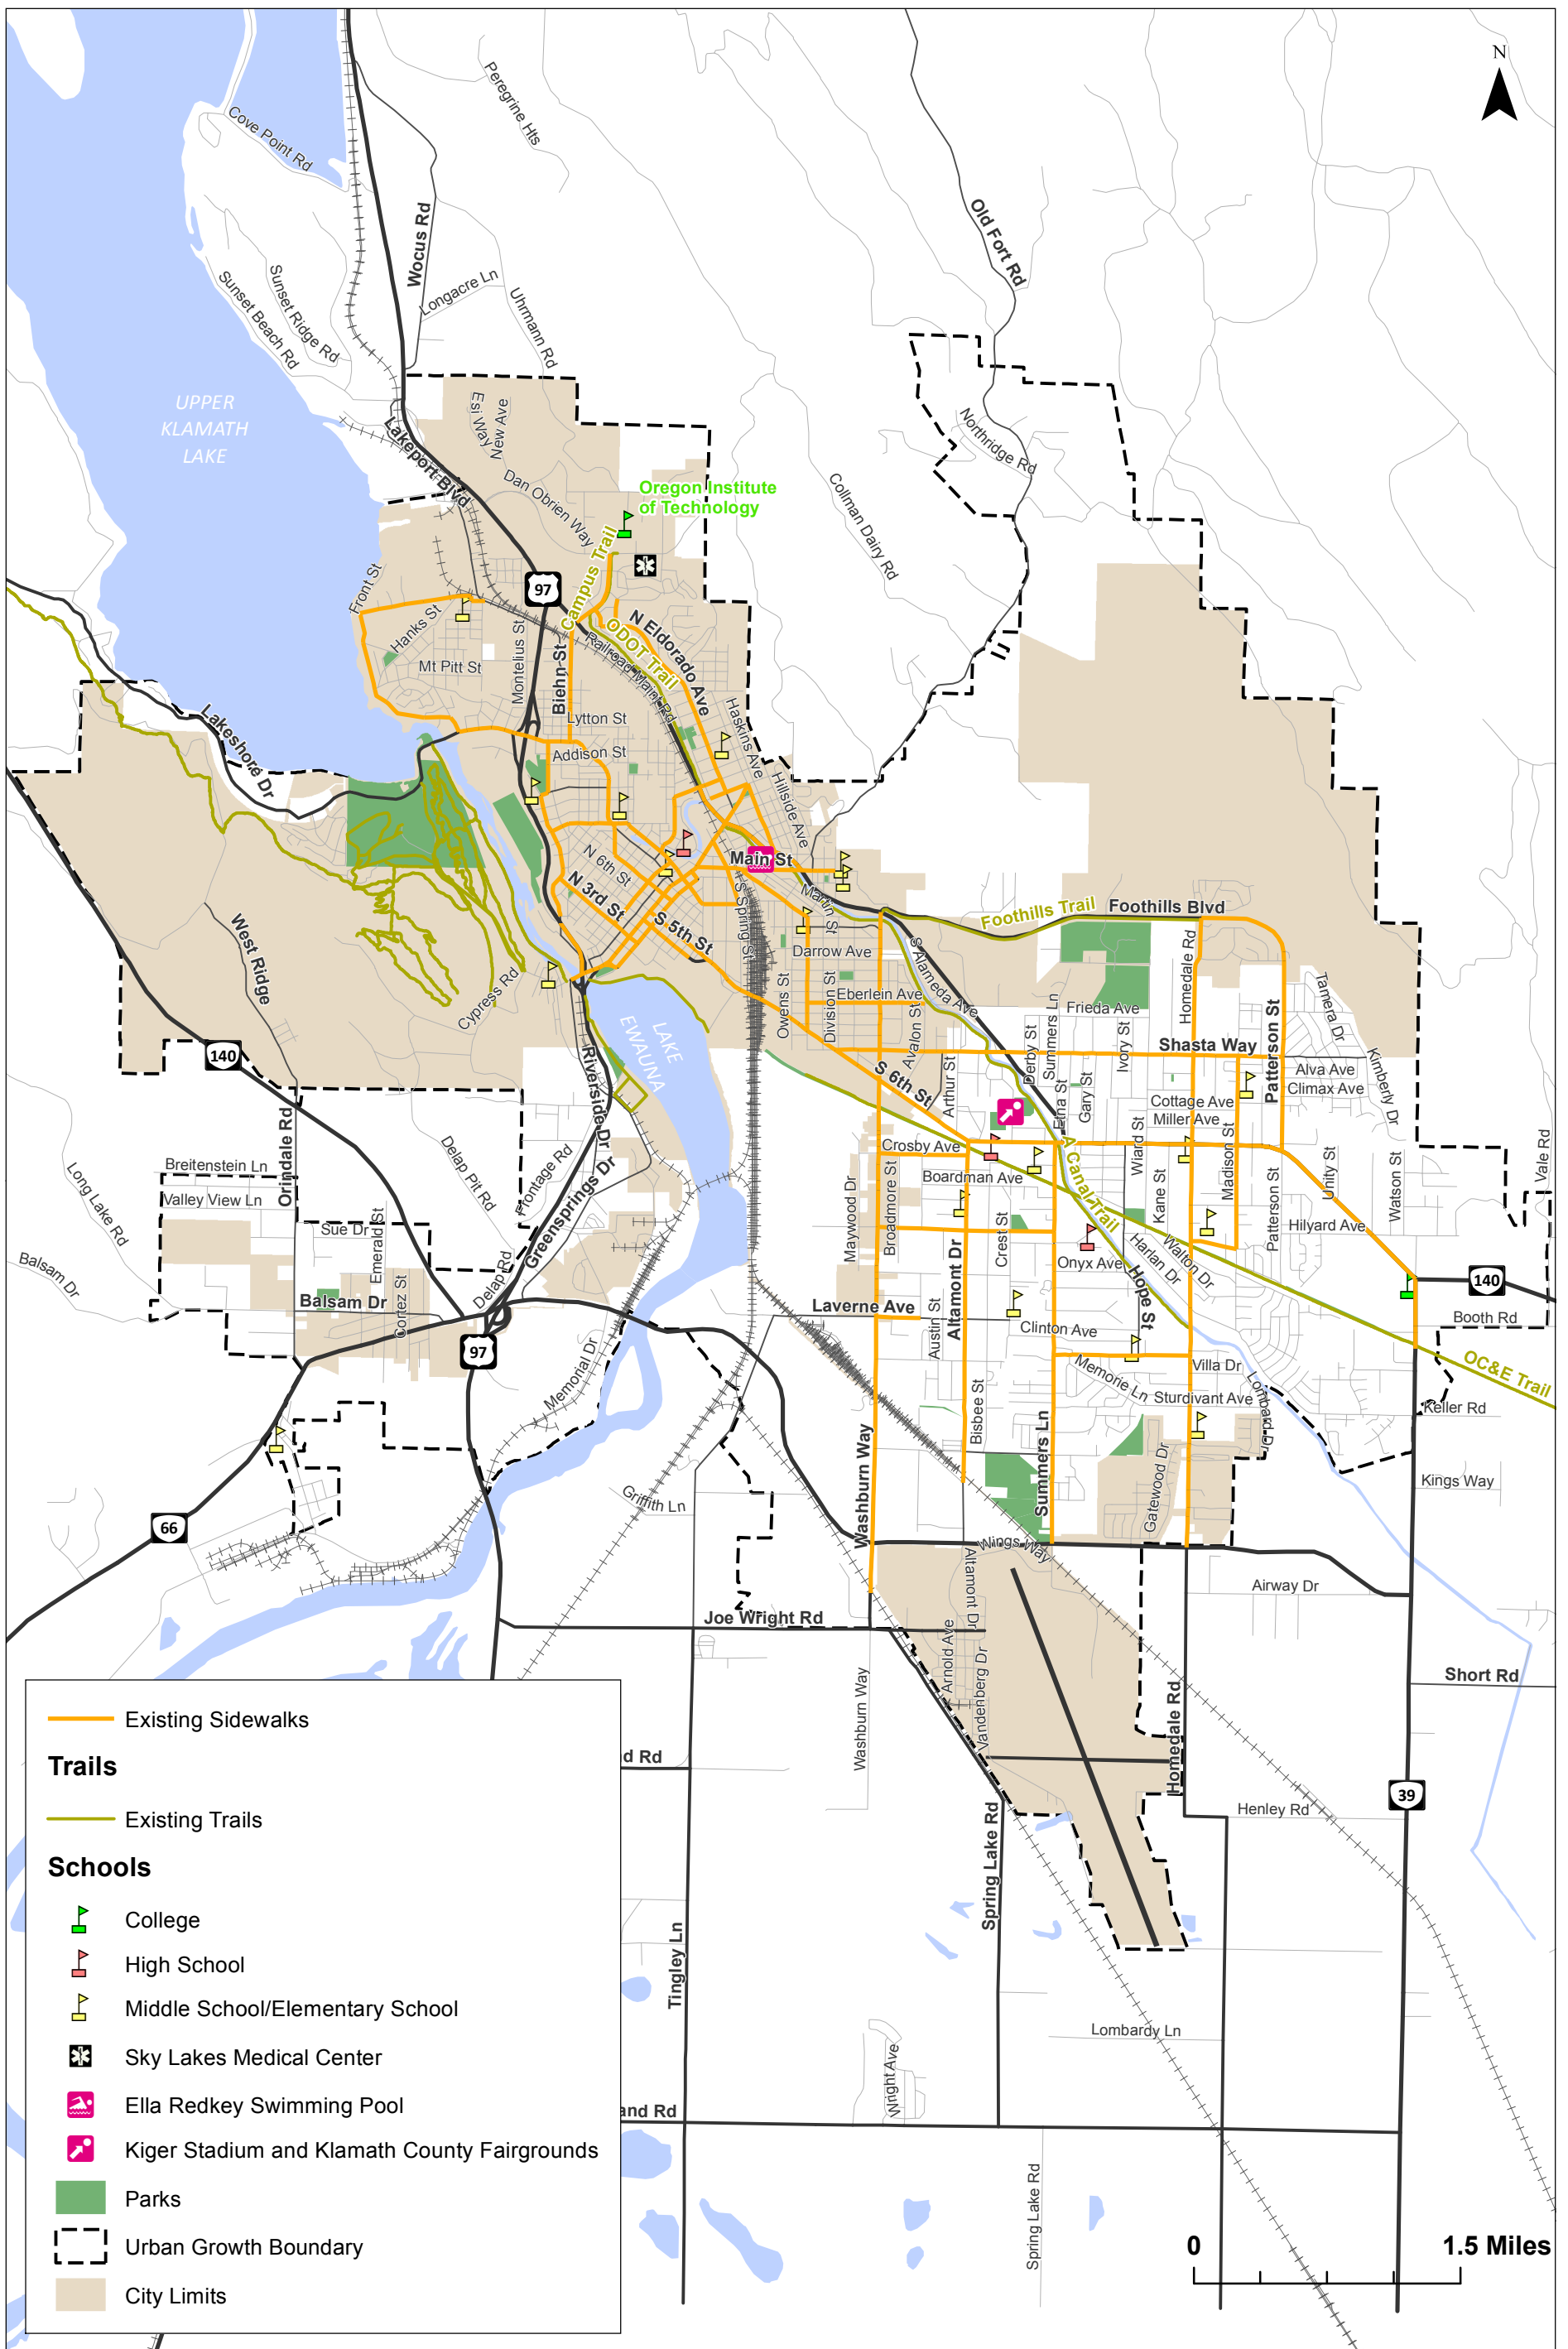 N
Cove Point Rd
Peregrine Hts
Wocus Rd
Old Fort Rd
Sunset Ridge Rd
Sunset Beach Rd
Longacre Ln
Uhrmann Rd
UPPER
KLAMATH
LAKE
Esi Way
New Ave
Lakeport Blvd
Northridge Rd
Dan Obrien Way
Oregon Institute
of Technology
Collman Dairy Rd
Campus Trail
97
Front St
Hanks St
Mt Pitt St
Montelius St
Biehn St
ODOT Trail
N Eldorado Ave
Railroad Maint Rd
Lytton St
Addison St
Haskins Ave
Hillside Ave
Lakeshore Dr
N 6th St
N 3rd St
S 5th St
Main St
S Spring St
Martin St
Foothills Trail
Foothills Blvd
West Ridge
Cypress Rd
Darrow Ave
Owens St
Division St
Eberlein Ave
Avalon St
S Alameda Ave
Frieda Ave
Homedale Rd
Tamera Dr
LAKE
EWAUNA
Derby St
Summers Ln
Ivory St
Shasta Way
Patterson St
Alva Ave
Climax Ave
Kimberly Dr
140
Riverside Dr
S 6th St
Arthur St
Etna St
Gary St
Cottage Ave
Miller Ave
Vale Rd
Orindale Rd
Delap Pit Rd
Frontage Rd
Greensprings Dr
Crosby Ave
Boardman Ave
A Canal Trail
Wiard St
Kane St
Madison St
Patterson St
Unity St
Watson St
Breitenstein Ln
Valley View Ln
Long Lake Rd
Balsam Dr
Sue Dr
Emerald St
Cortez St
Balsam Dr
Delap Rd
Maywood Dr
Broadmore St
Altamont Dr
Crest St
Hilyard Ave
Onyx Ave
Harlan Dr
Walton Dr
Hope St
140
Booth Rd
97
Memorial Dr
Laverne Ave
Austin St
Clinton Ave
Memorie Ln
Villa Dr
Sturdivant Ave
Lombardy Dr
OC&E Trail
Keller Rd
Bisbee St
Summers Ln
Washburn Way
Gatewood Dr
Kings Way
66
Griffith Ln
Wings Way
Altamont Dr
Airway Dr
Joe Wright Rd
Arnold Ave
Vandenberg Dr
Washburn Way
Homedale Rd
Short Rd
39
Henley Rd
Spring Lake Rd
Tingley Ln
Lombardy Ln
Wright Ave
Spring Lake Rd
d Rd
and Rd
Existing Sidewalks
Trails
Existing Trails
Schools
College
High School
Middle School/Elementary School
Sky Lakes Medical Center
Ella Redkey Swimming Pool
Kiger Stadium and Klamath County Fairgrounds
Parks
Urban Growth Boundary
City Limits
0
1.5 Miles